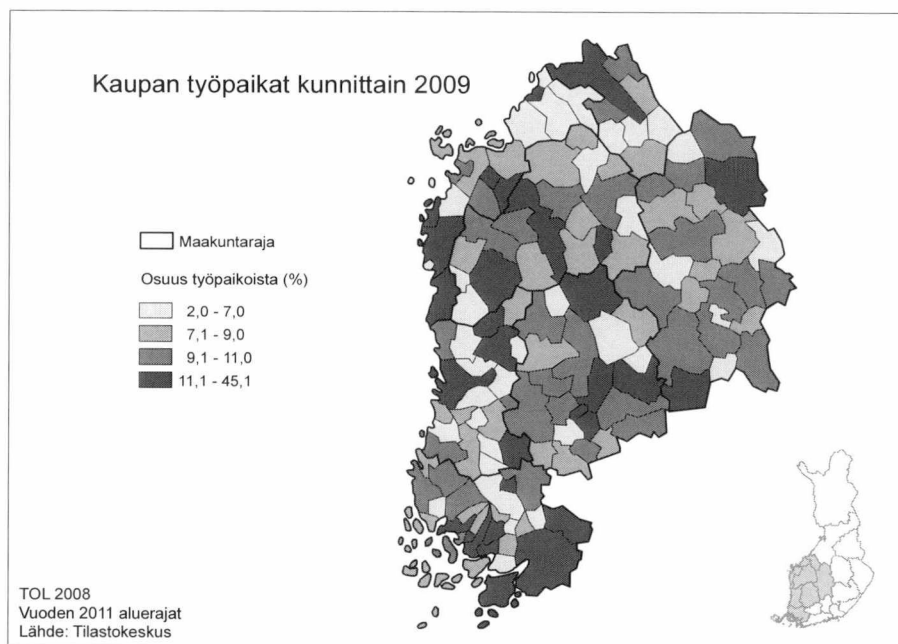 Kaupan työpaikat kunnittain 2009
Maakuntaraja
Osuus työpaikoista (%)
2,0 - 7,0
7,1 - 9,0
9,1 - 11,0
11,1 - 45,1
TOL 2008
Vuoden 2011 aluerajat
Lähde: Tilastokeskus